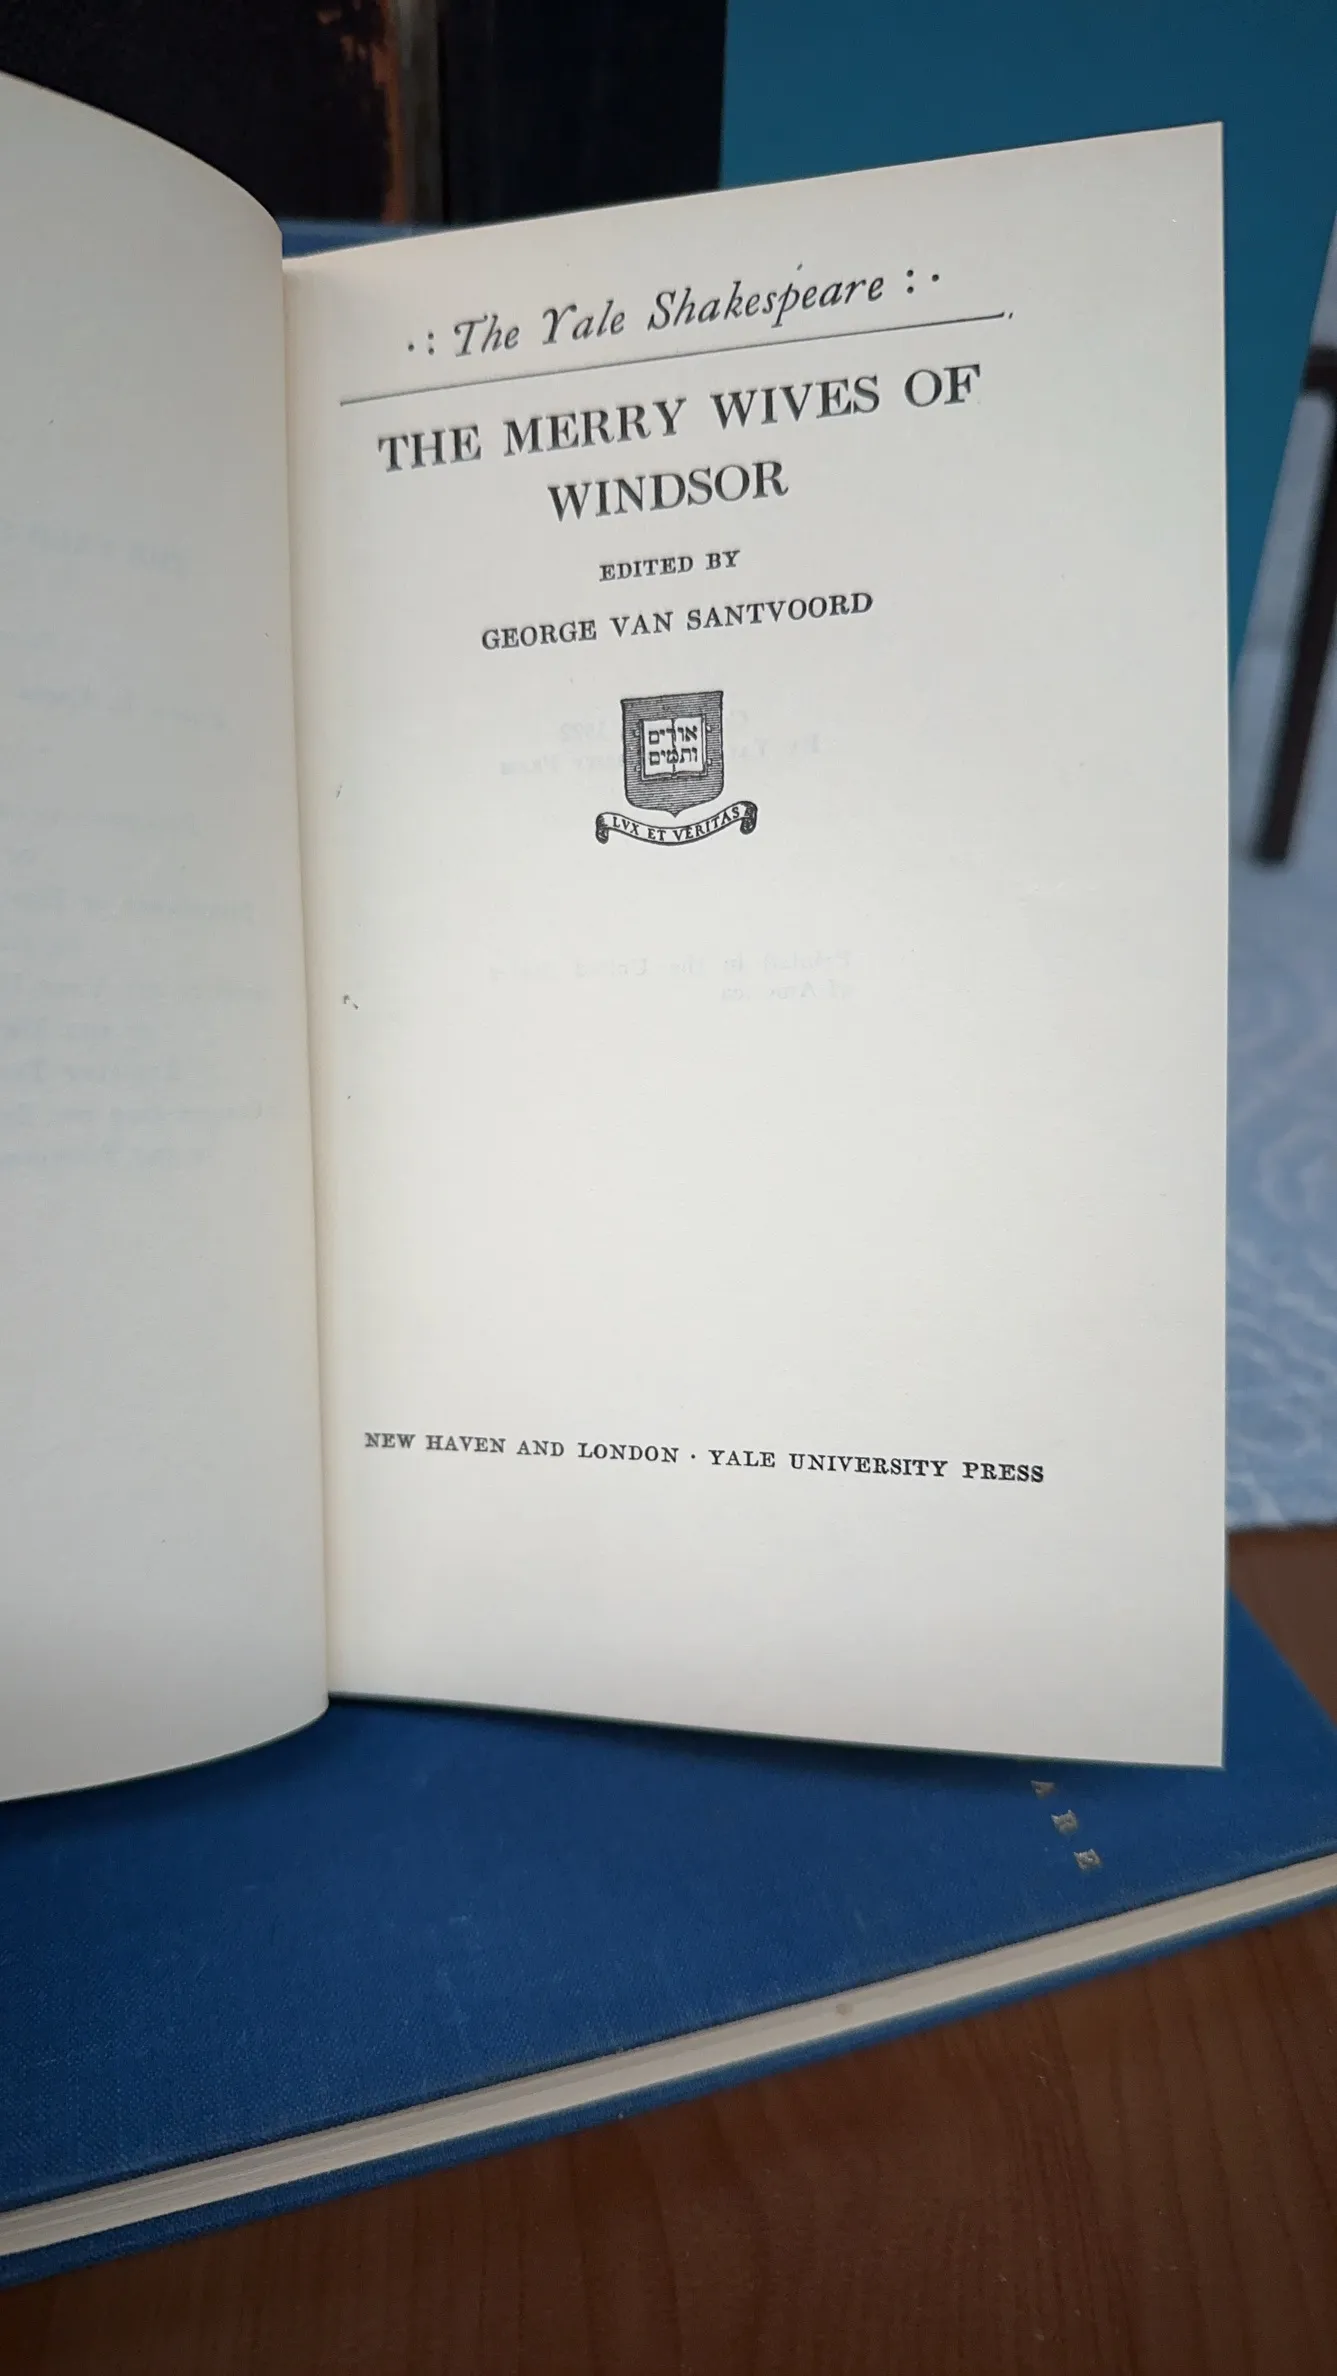 ·: The Yale Shakespeare :·
THE MERRY WIVES OF
WINDSOR
EDITED BY
GEORGE VAN SANTVOORD
אורים
ותמים
LVX ET VERITAS
NEW HAVEN AND LONDON · YALE UNIVERSITY PRESS
A R E